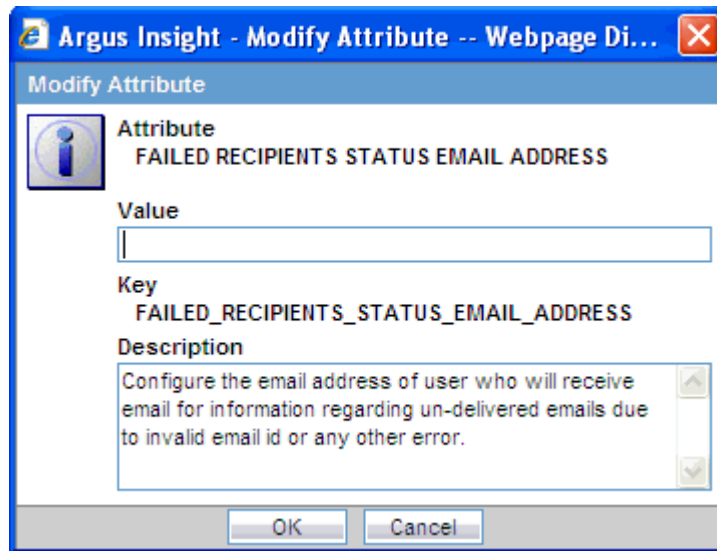 Argus Insight - Modify Attribute -- Webpage Di...
Modify Attribute
Attribute
FAILED RECIPIENTS STATUS EMAIL ADDRESS
Value
Key
FAILED_RECIPIENTS_STATUS_EMAIL_ADDRESS
Description
Configure the email address of user who will receive
email for information regarding un-delivered emails due
to invalid email id or any other error.
OK Cancel